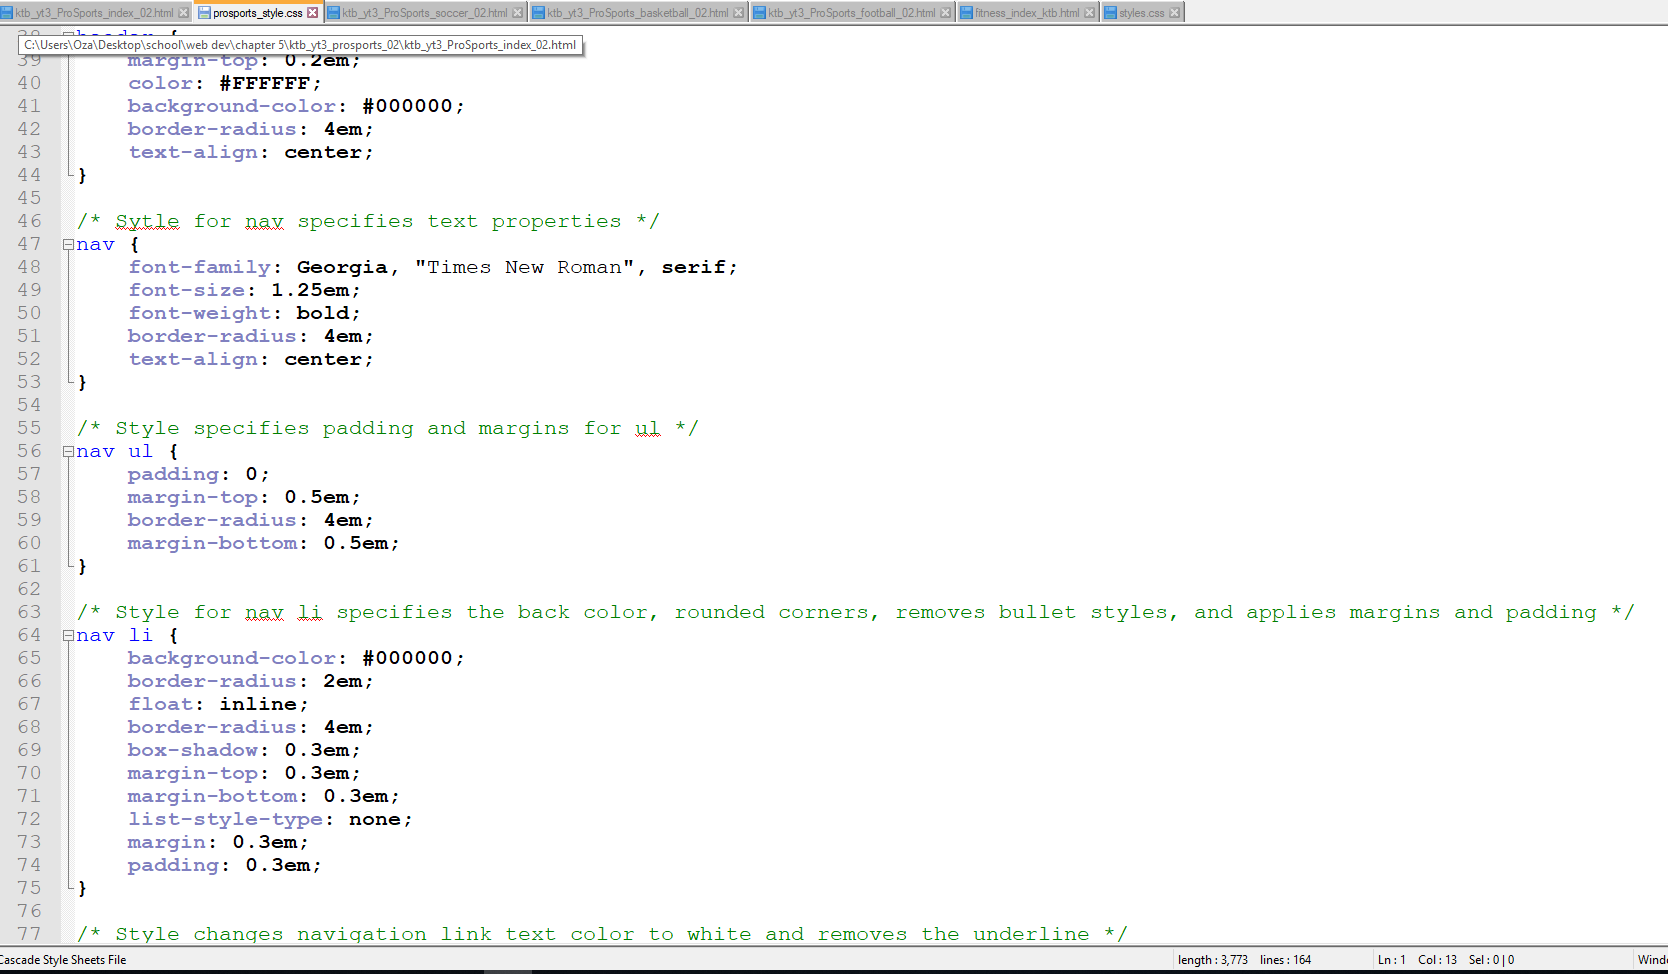 ktb_yt3_ProSports_index_02.html prosports_style.css ktb_yt3_ProSports_soccer_02.html ktb_yt3_ProSports_basketball_02.html ktb_yt3_ProSports_football_02.html fitness_index_ktb.html styles.css
38 header {
C:\Users\Oza\Desktop\school\web dev\chapter 5\ktb_yt3_prosports_02\ktb_yt3_ProSports_index_02.html
39 margin-top: 0.2em;
40 color: #FFFFFF;
41 background-color: #000000;
42 border-radius: 4em;
43 text-align: center;
44 }
45
46 /* Sytle for nav specifies text properties */
47 nav {
48 font-family: Georgia, "Times New Roman", serif;
49 font-size: 1.25em;
50 font-weight: bold;
51 border-radius: 4em;
52 text-align: center;
53 }
54
55 /* Style specifies padding and margins for ul */
56 nav ul {
57 padding: 0;
58 margin-top: 0.5em;
59 border-radius: 4em;
60 margin-bottom: 0.5em;
61 }
62
63 /* Style for nav li specifies the back color, rounded corners, removes bullet styles, and applies margins and padding */
64 nav li {
65 background-color: #000000;
66 border-radius: 2em;
67 float: inline;
68 border-radius: 4em;
69 box-shadow: 0.3em;
70 margin-top: 0.3em;
71 margin-bottom: 0.3em;
72 list-style-type: none;
73 margin: 0.3em;
74 padding: 0.3em;
75 }
76
77 /* Style changes navigation link text color to white and removes the underline */
Cascade Style Sheets File length : 3,773 lines : 164 Ln : 1 Col : 13 Sel : 0 | 0 Windo